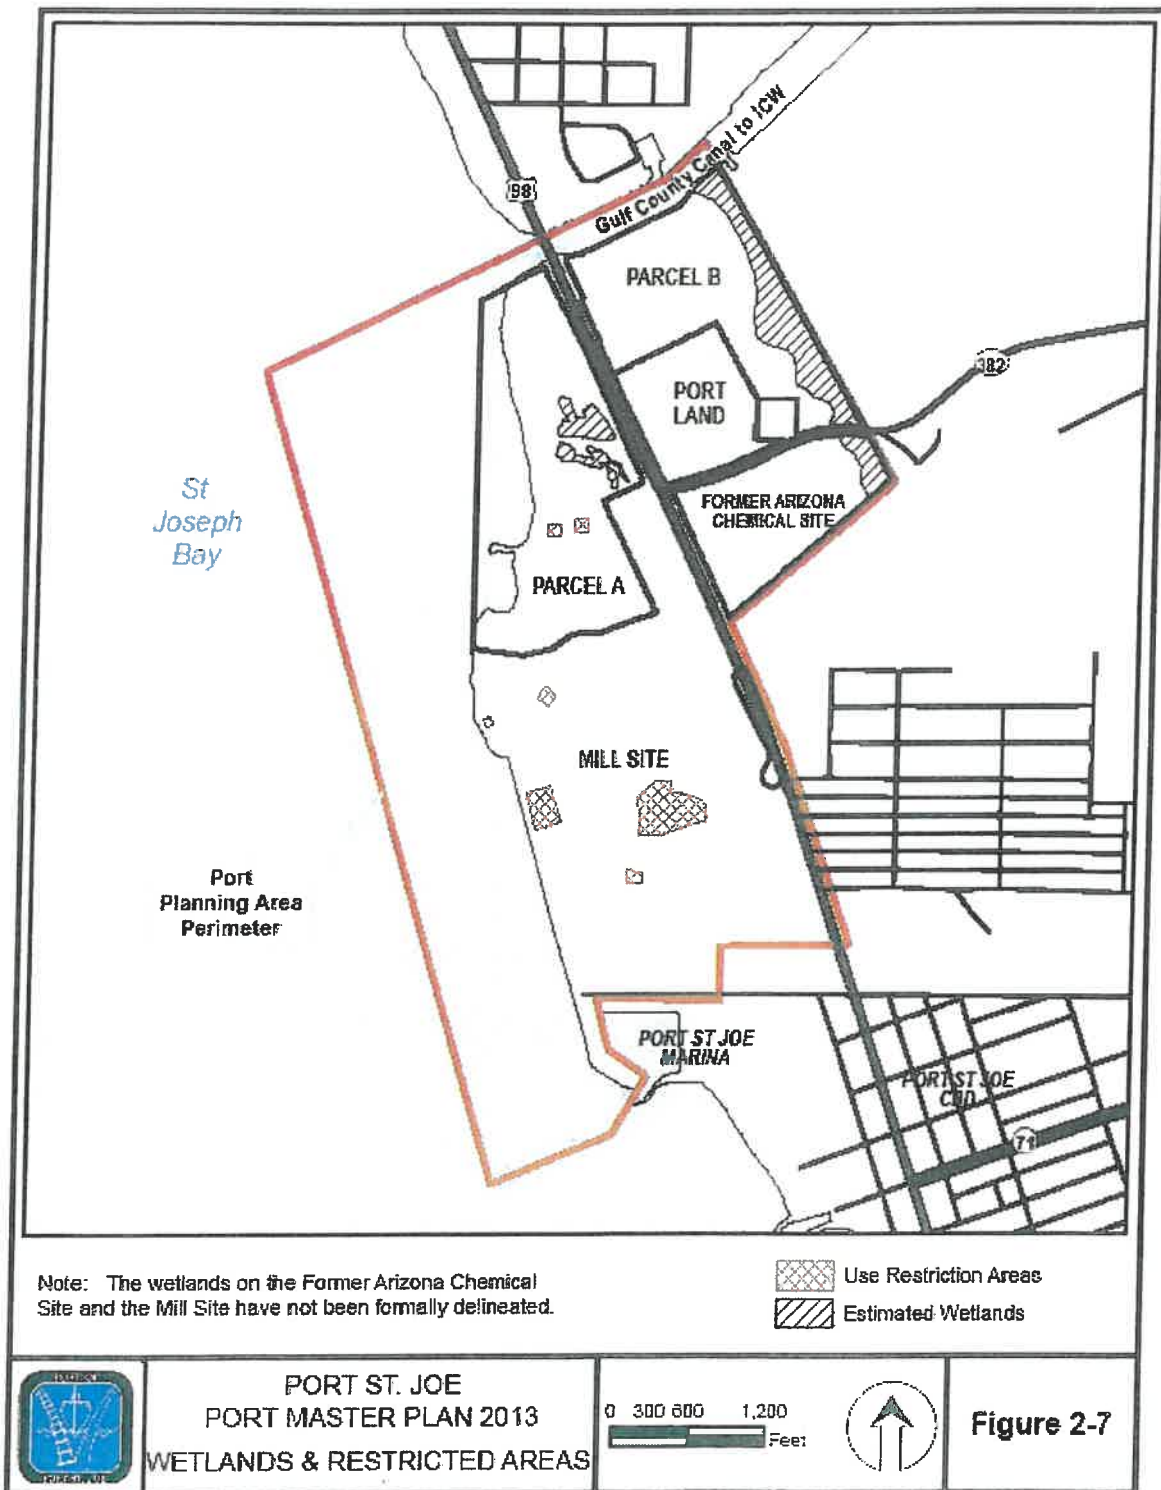 Gulf County Canal to ICW
98
PARCEL B
382
PORT
LAND
St
Joseph
Bay
FORMER ARIZONA
CHEMICAL SITE
PARCEL A
MILL SITE
Port
Planning Area
Perimeter
PORT ST JOE
MARINA
PORT ST JOE
CBD
71
Note: The wetlands on the Former Arizona Chemical
Site and the Mill Site have not been formally delineated.
Use Restriction Areas
Estimated Wetlands
PORT ST. JOE
PORT MASTER PLAN 2013
WETLANDS & RESTRICTED AREAS
0 300 600 1,200
Feet
Figure 2-7